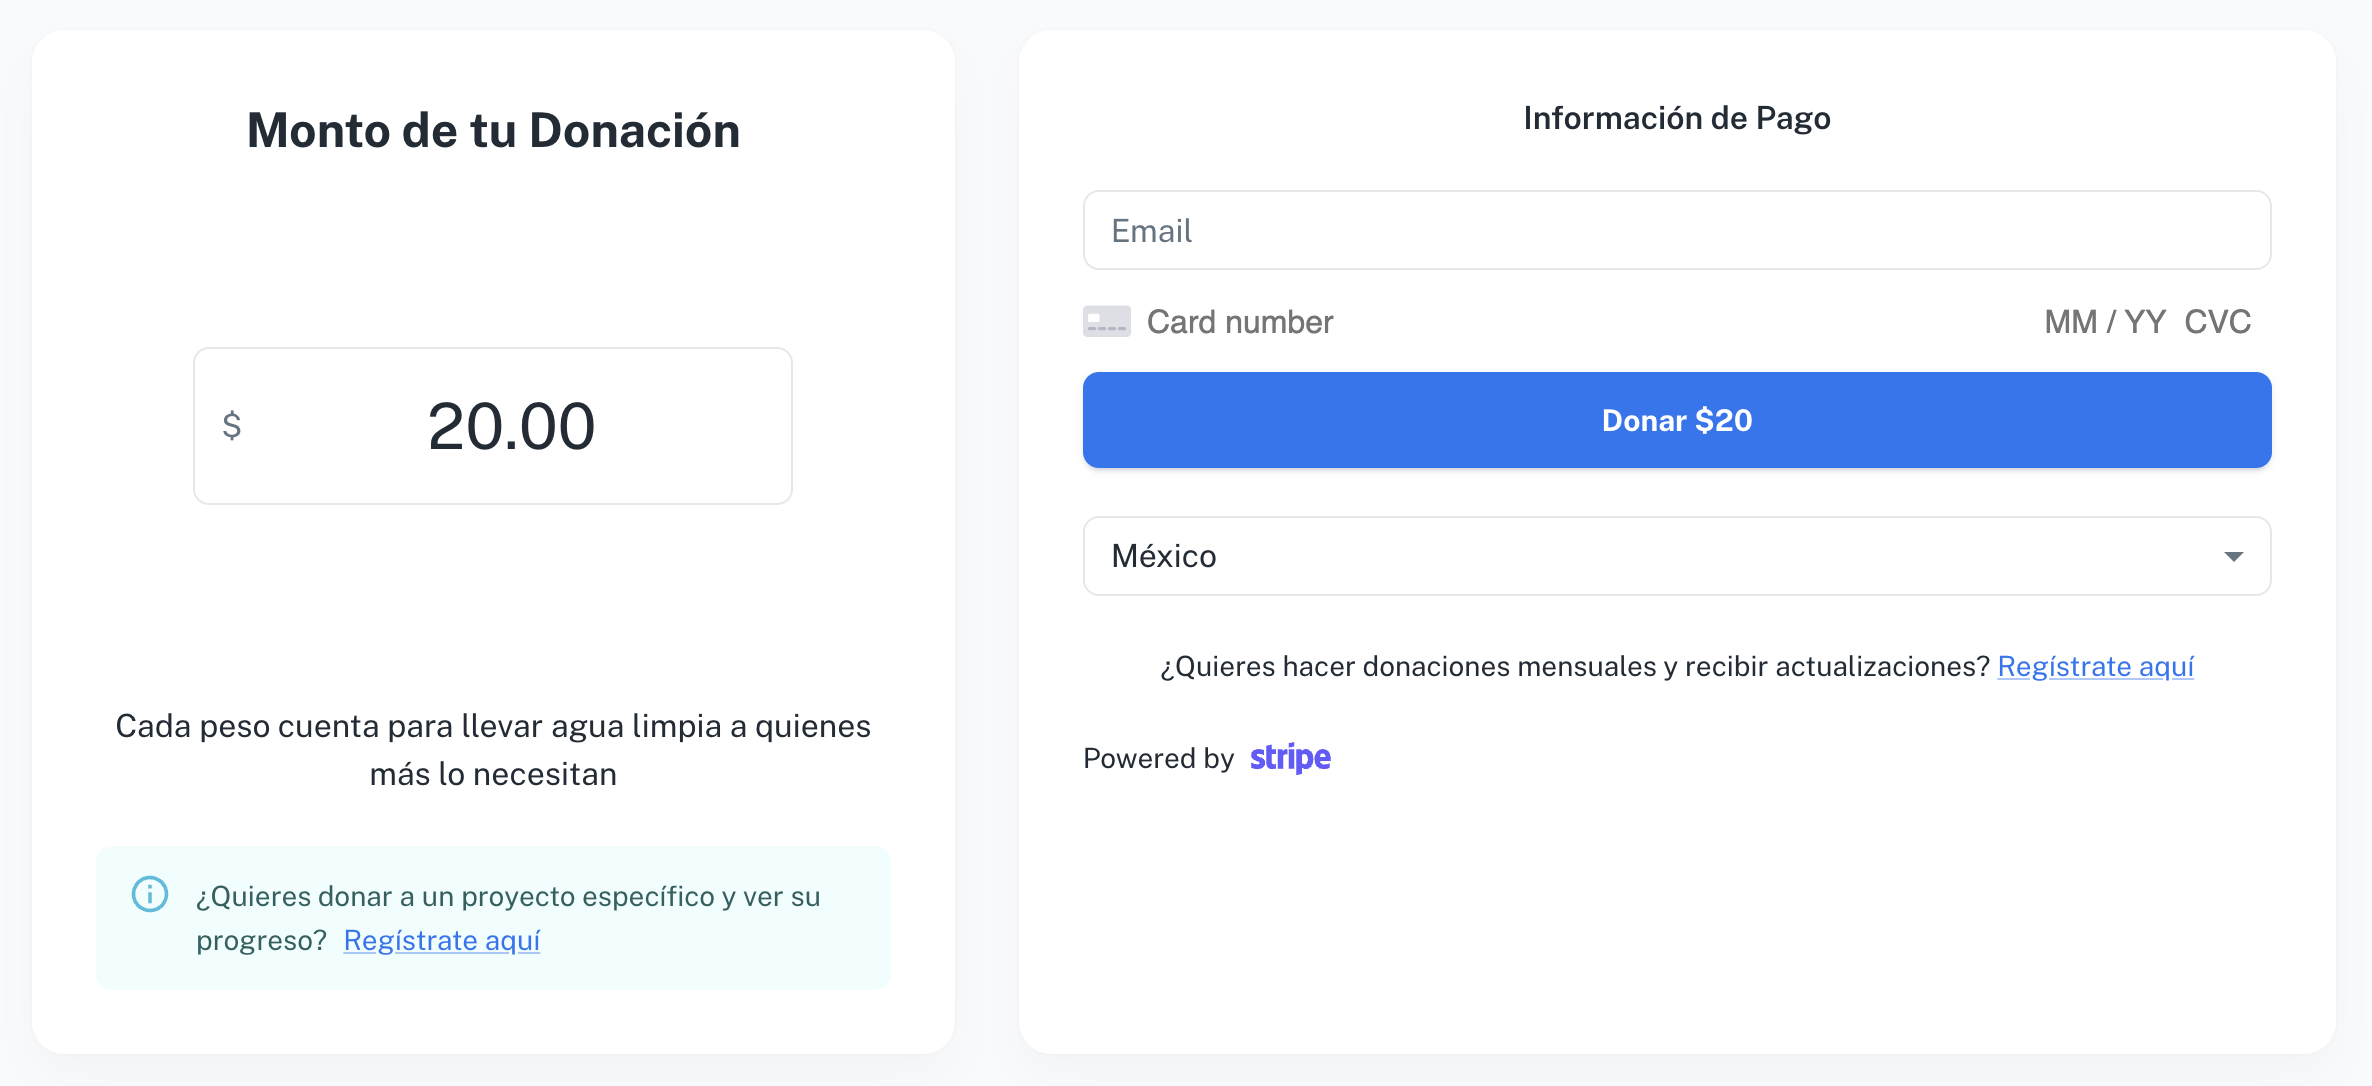 Monto de tu Donación
$ 20.00
Cada peso cuenta para llevar agua limpia a quienes
más lo necesitan
¿Quieres donar a un proyecto específico y ver su
progreso? Regístrate aquí
Información de Pago
Email
Card number MM / YY CVC
Donar $20
México
¿Quieres hacer donaciones mensuales y recibir actualizaciones? Regístrate aquí
Powered by stripe